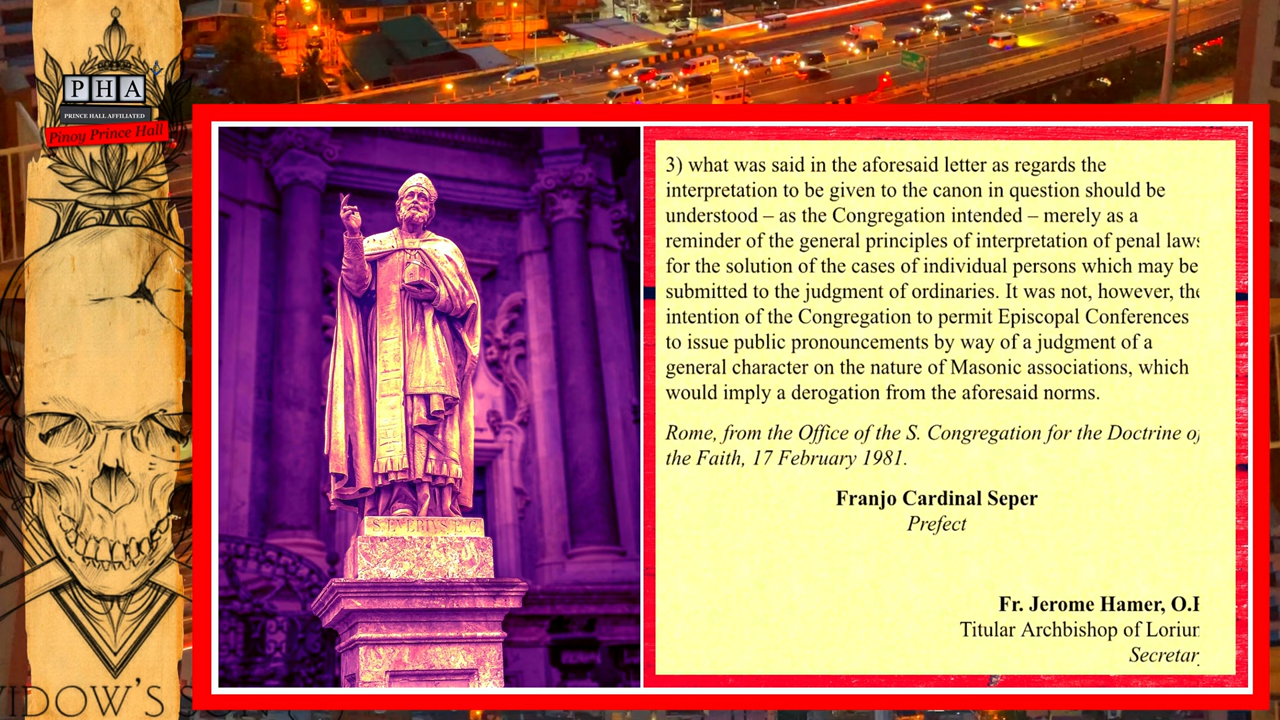 PHA
PRINCE HALL AFFILIATED
Pinoy Prince Hall
WIDOW'S SON
3) what was said in the aforesaid letter as regards the
interpretation to be given to the canon in question should be
understood – as the Congregation intended – merely as a
reminder of the general principles of interpretation of penal laws
for the solution of the cases of individual persons which may be
submitted to the judgment of ordinaries. It was not, however, the
intention of the Congregation to permit Episcopal Conferences
to issue public pronouncements by way of a judgment of a
general character on the nature of Masonic associations, which
would imply a derogation from the aforesaid norms.
Rome, from the Office of the S. Congregation for the Doctrine of
the Faith, 17 February 1981.
Franjo Cardinal Seper
Prefect
Fr. Jerome Hamer, O.P
Titular Archbishop of Lorium
Secretar